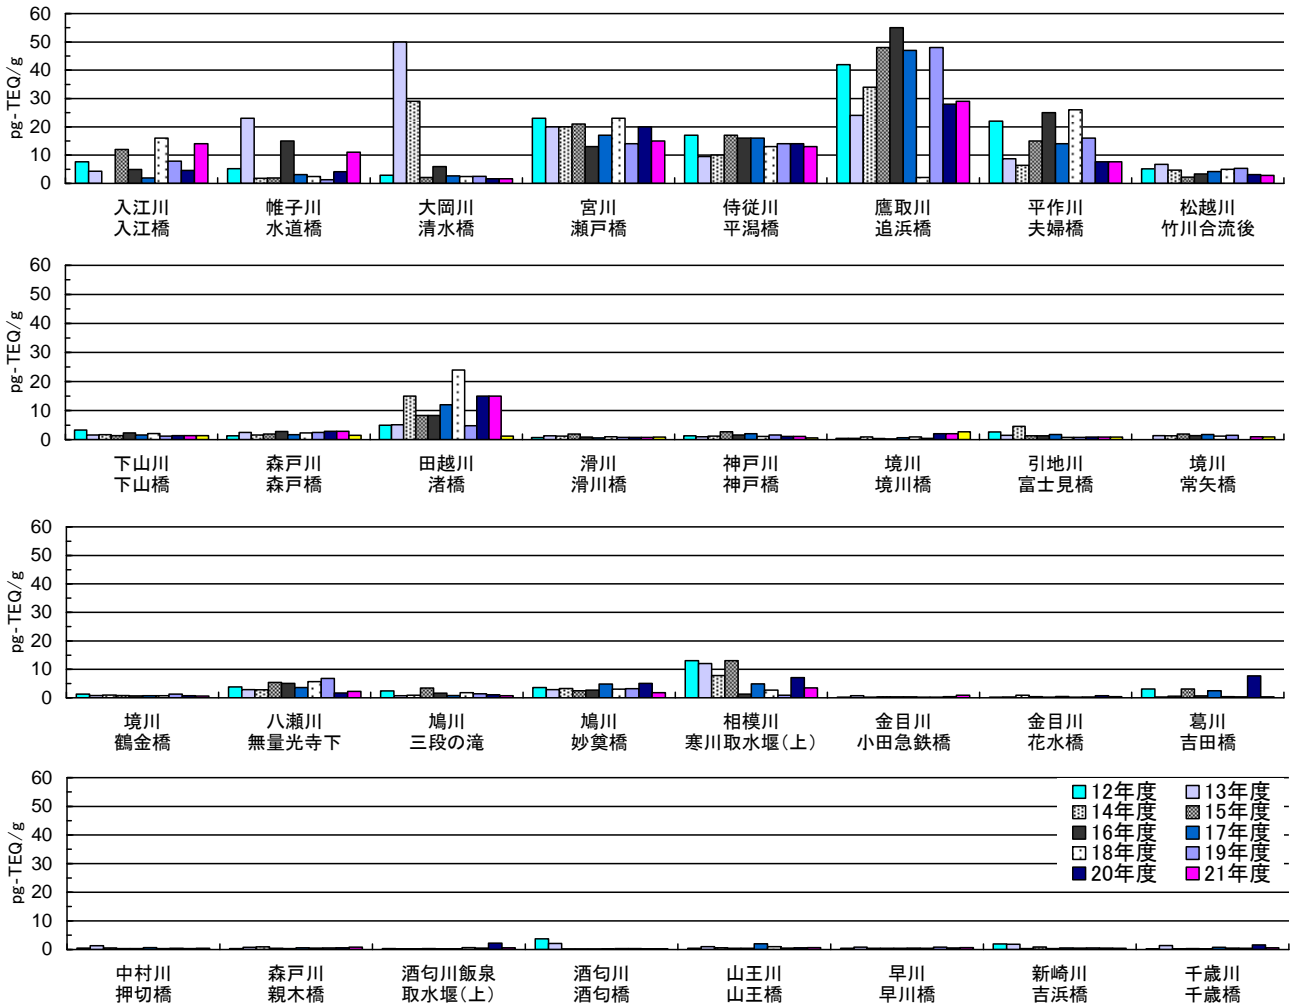 60
50
40
30
20
10
0
pg-TEQ/g
入江川 帷子川 大岡川 宮川 侍従川 鷹取川 平作川 松越川
入江橋 水道橋 清水橋 瀬戸橋 平潟橋 追浜橋 夫婦橋 竹川合流後
60
50
40
30
20
10
0
pg-TEQ/g
下山川 森戸川 田越川 滑川 神戸川 境川 引地川 境川
下山橋 森戸橋 渚橋 滑川橋 神戸橋 境川橋 富士見橋 常矢橋
60
50
40
30
20
10
0
pg-TEQ/g
境川 八瀬川 鳩川 鳩川 相模川 金目川 金目川 葛川
鶴金橋 無量光寺下 三段の滝 妙奠橋 寒川取水堰(上) 小田急鉄橋 花水橋 吉田橋
60
50
40
30
20
10
0
pg-TEQ/g
12年度 13年度
14年度 15年度
16年度 17年度
18年度 19年度
20年度 21年度
中村川 森戸川 酒匂川飯泉 酒匂川 山王川 早川 新崎川 千歳川
押切橋 親木橋 取水堰(上) 酒匂橋 山王橋 早川橋 吉浜橋 千歳橋